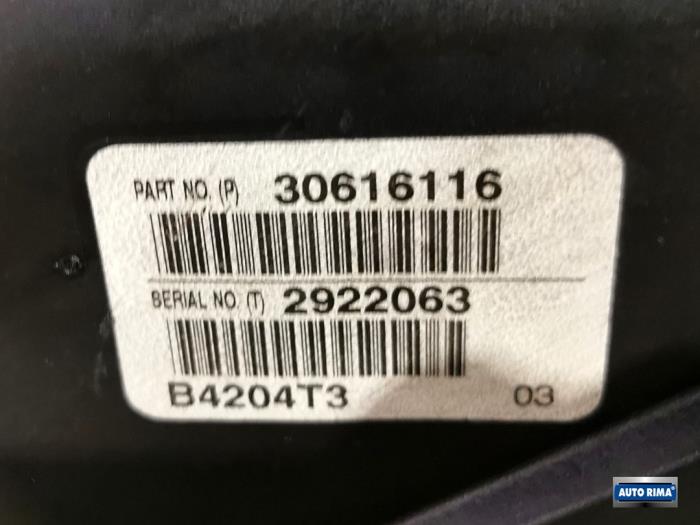 PART NO. (P) 30616116
SERIAL NO. (T) 2922063
B4204T3 03
AUTO RIMA